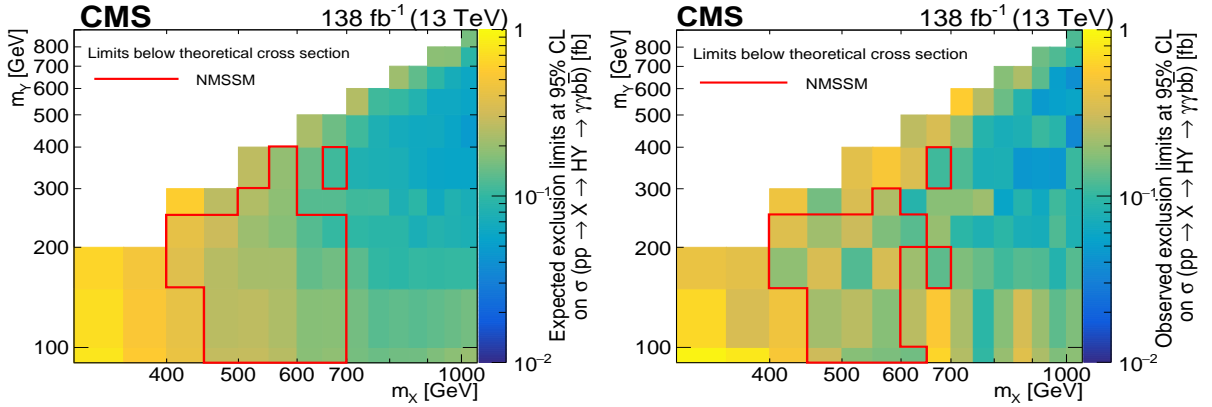 CMS
138 fb⁻¹ (13 TeV)
m_Y [GeV]
800
700
600
500
400
300
200
100
Limits below theoretical cross section
NMSSM
400
500
600
700
1000
m_X [GeV]
1
10⁻¹
10⁻²
Expected exclusion limits at 95% CL
on σ (pp → X → HY → γγbb̄) [fb]
CMS
138 fb⁻¹ (13 TeV)
m_Y [GeV]
800
700
600
500
400
300
200
100
Limits below theoretical cross section
NMSSM
400
500
600
700
1000
m_X [GeV]
1
10⁻¹
10⁻²
Observed exclusion limits at 95% CL
on σ (pp → X → HY → γγbb̄) [fb]